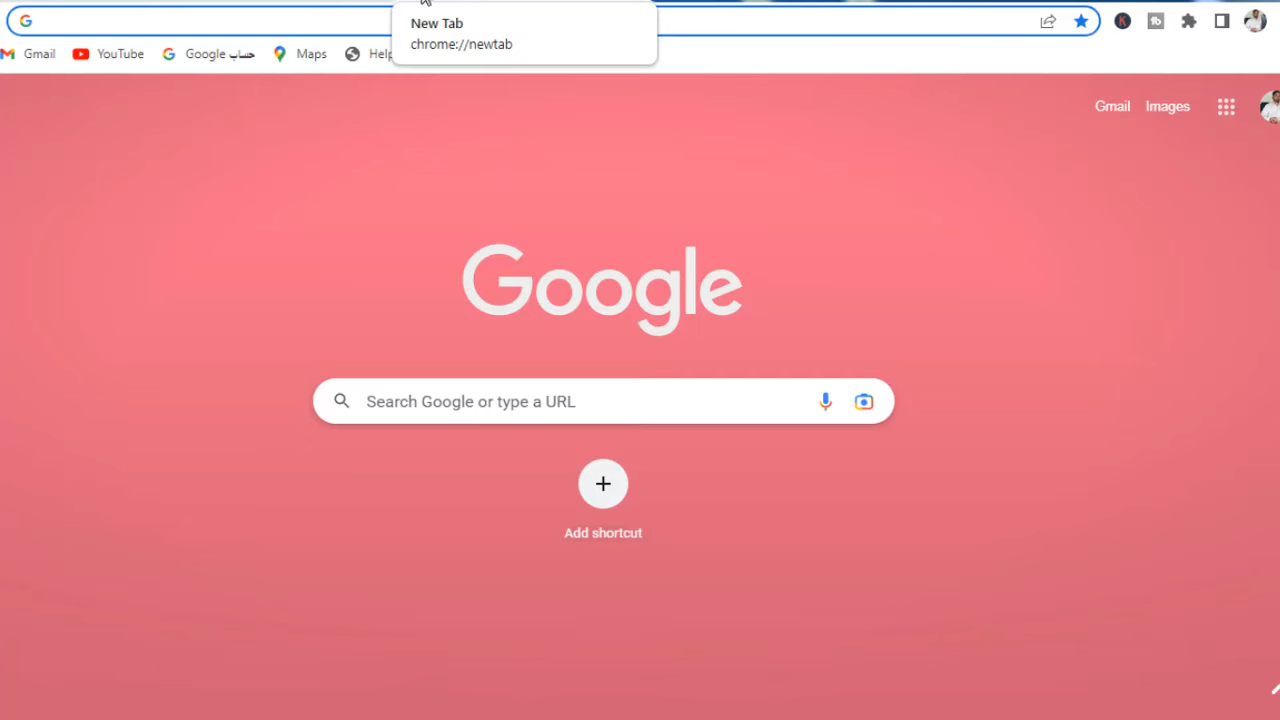 New Tab
chrome://newtab
Gmail
YouTube
Google حساب
Maps
Help
Gmail
Images
Google
Search Google or type a URL
Add shortcut